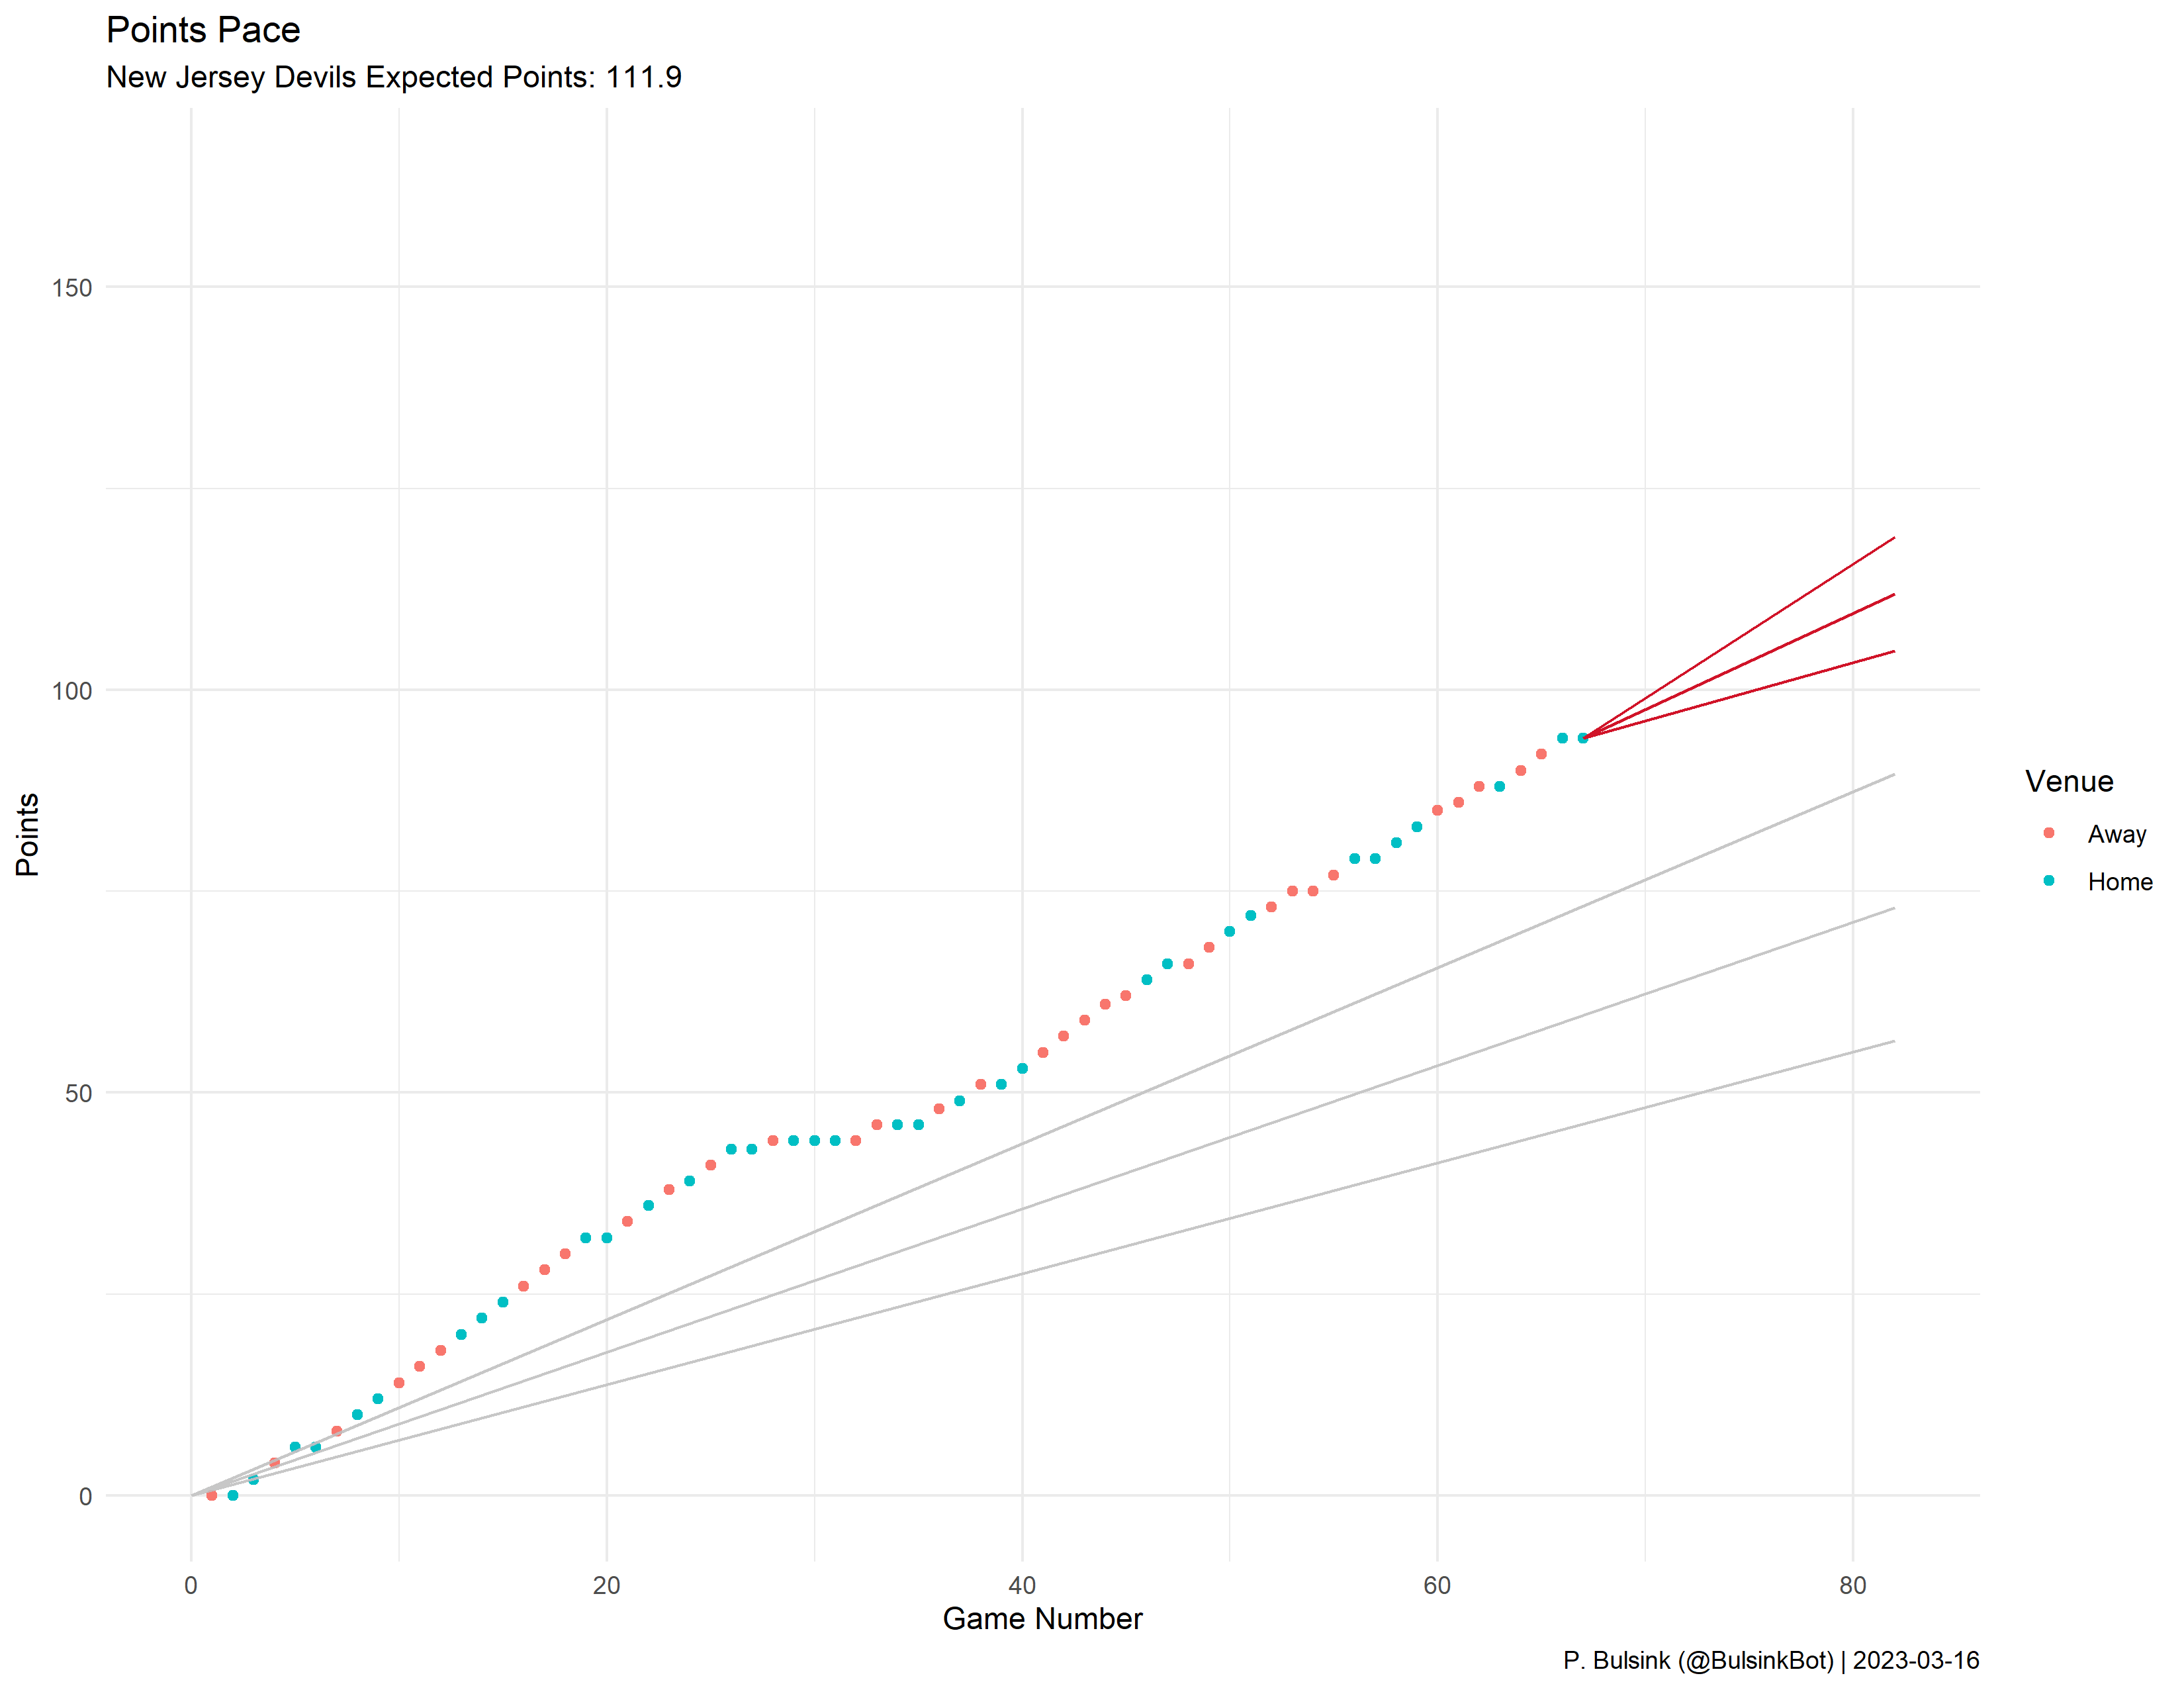 Points Pace
New Jersey Devils Expected Points: 111.9
150
100
50
0
Points
0 20 40 60 80
Game Number
Venue
Away
Home
P. Bulsink (@BulsinkBot) | 2023-03-16